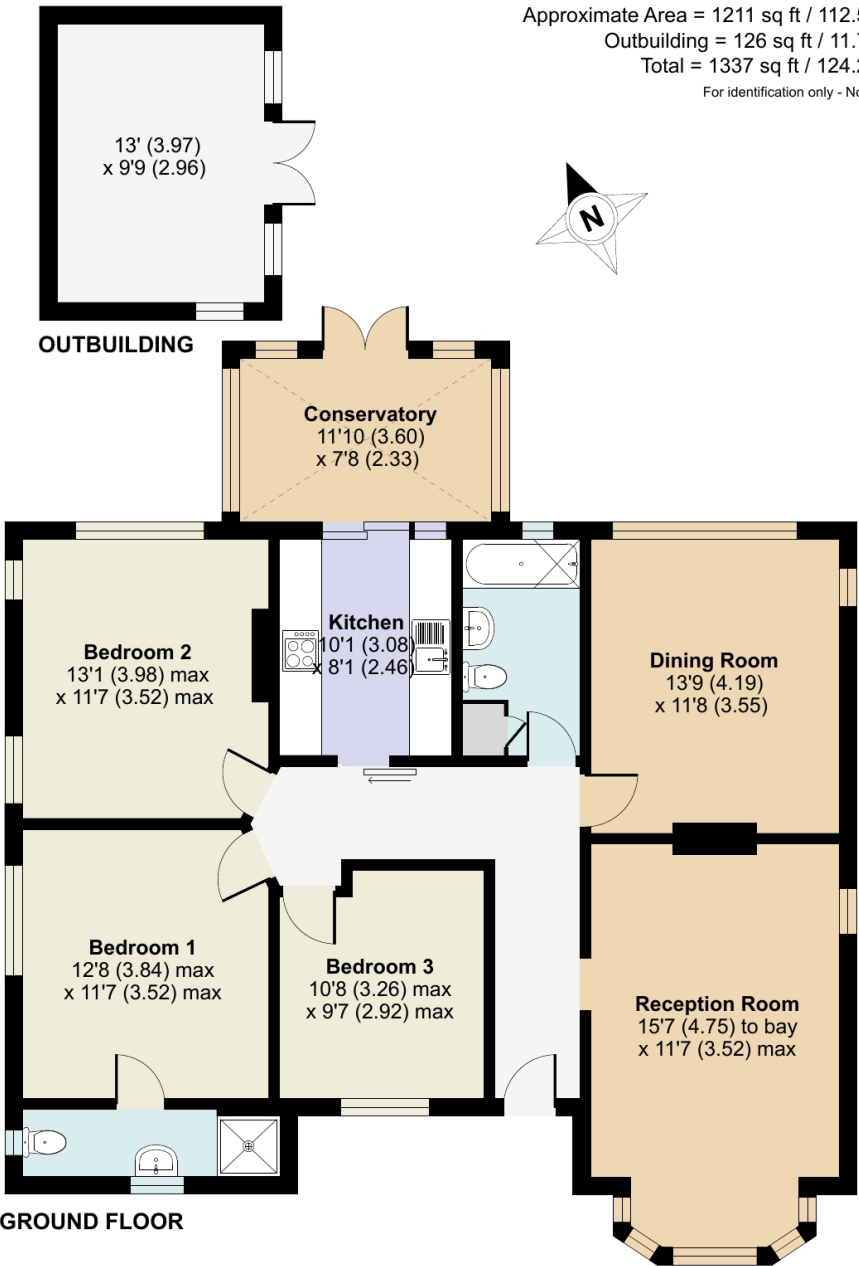 Approximate Area = 1211 sq ft / 112.5
Outbuilding = 126 sq ft / 11.7
Total = 1337 sq ft / 124.2
For identification only - No
13' (3.97)
x 9'9 (2.96)
N
OUTBUILDING
Conservatory
11'10 (3.60)
x 7'8 (2.33)
Kitchen
10'1 (3.08)
x 8'1 (2.46)
Bedroom 2
13'1 (3.98) max
x 11'7 (3.52) max
Dining Room
13'9 (4.19)
x 11'8 (3.55)
Bedroom 1
12'8 (3.84) max
x 11'7 (3.52) max
Bedroom 3
10'8 (3.26) max
x 9'7 (2.92) max
Reception Room
15'7 (4.75) to bay
x 11'7 (3.52) max
GROUND FLOOR